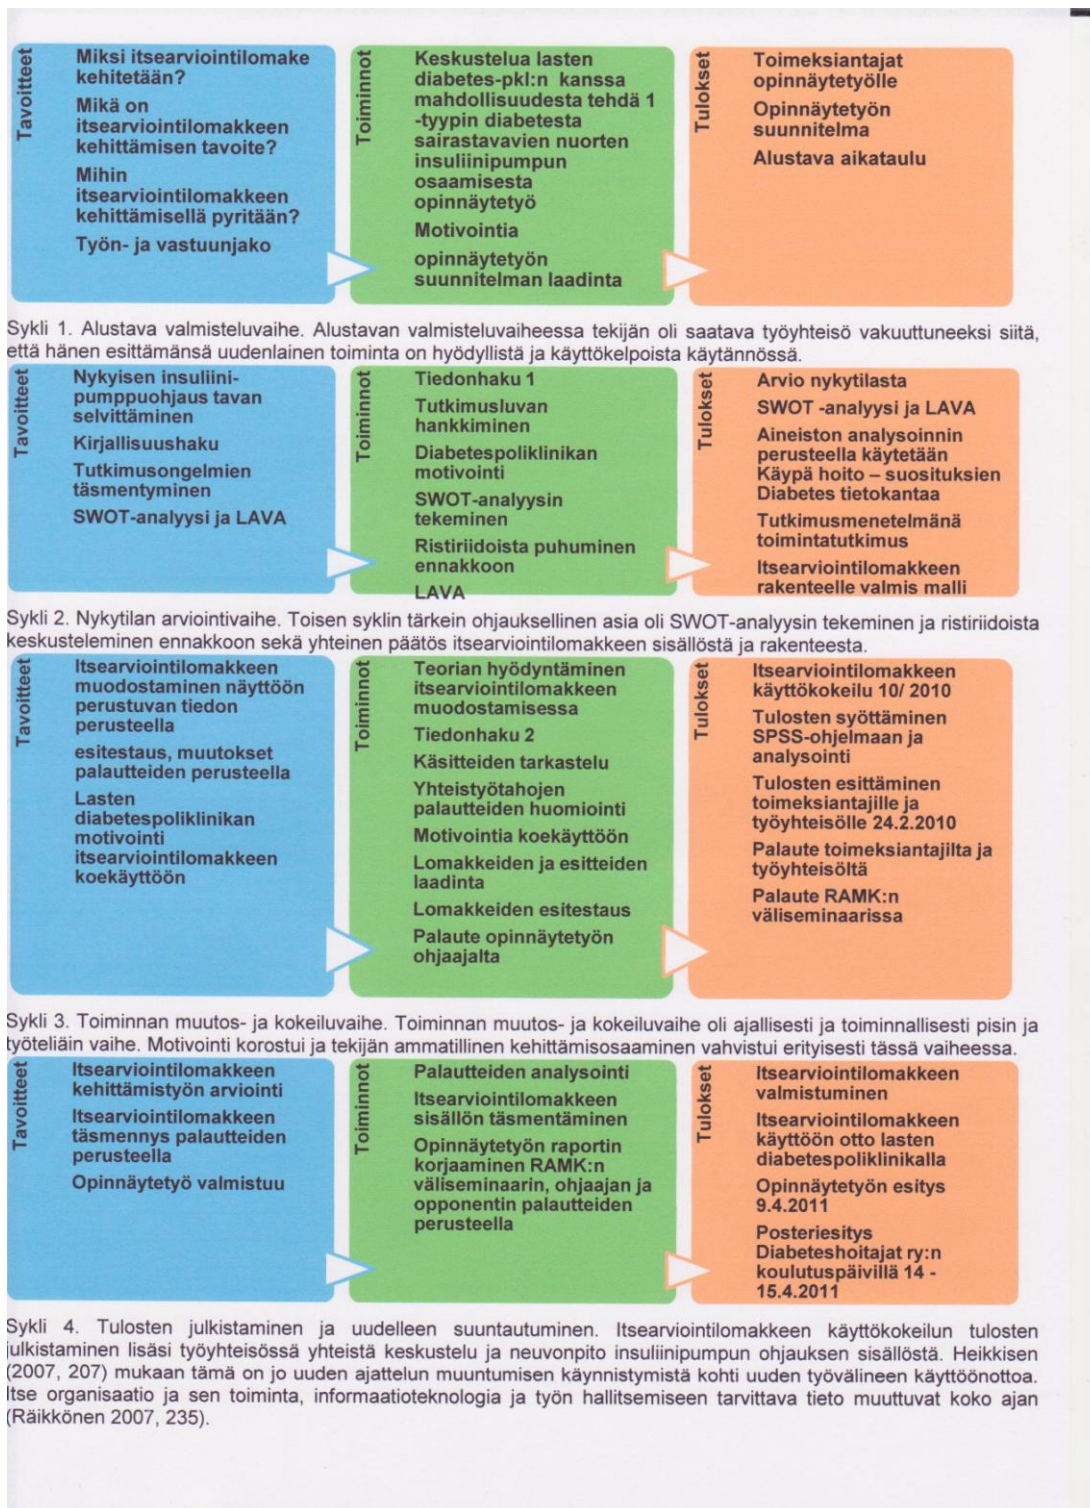 Tavoitteet
Miksi itsearviointilomake
kehitetään?
Mikä on
itsearviointilomakkeen
kehittämisen tavoite?
Mihin
itsearviointilomakkeen
kehittämisellä pyritään?
Työn- ja vastuunjako
Toiminnot
Keskustelua lasten
diabetes-pkl:n kanssa
mahdollisuudesta tehdä 1
-tyypin diabetesta
sairastavavien nuorten
insuliinipumpun
osaamisesta
opinnäytetyö
Motivointia
opinnäytetyön
suunnitelman laadinta
Tulokset
Toimeksiantajat
opinnäytetyölle
Opinnäytetyön
suunnitelma
Alustava aikataulu
Sykli 1. Alustava valmisteluvaihe. Alustavan valmisteluvaiheessa tekijän oli saatava työyhteisö vakuuttuneeksi siitä,
että hänen esittämänsä uudenlainen toiminta on hyödyllistä ja käyttökelpoista käytännössä.
Tavoitteet
Nykyisen insuliini-
pumppuohjaus tavan
selvittäminen
Kirjallisuushaku
Tutkimusongelmien
täsmentyminen
SWOT-analyysi ja LAVA
Toiminnot
Tiedonhaku 1
Tutkimusluvan
hankkiminen
Diabetespoliklinikan
motivointi
SWOT-analyysin
tekeminen
Ristiriidoista puhuminen
ennakkoon
LAVA
Tulokset
Arvio nykytilasta
SWOT -analyysi ja LAVA
Aineiston analysoinnin
perusteella käytetään
Käypä hoito – suosituksien
Diabetes tietokantaa
Tutkimusmenetelmänä
toimintatutkimus
Itsearviointilomakkeen
rakenteelle valmis malli
Sykli 2. Nykytilan arviointivaihe. Toisen syklin tärkein ohjauksellinen asia oli SWOT-analyysin tekeminen ja ristiriidoista
keskusteleminen ennakkoon sekä yhteinen päätös itsearviointilomakkeen sisällöstä ja rakenteesta.
Tavoitteet
Itsearviointilomakkeen
muodostaminen näyttöön
perustuvan tiedon
perusteella
esitestaus, muutokset
palautteiden perusteella
Lasten
diabetespoliklinikan
motivointi
itsearviointilomakkeen
koekäyttöön
Toiminnot
Teorian hyödyntäminen
itsearviointilomakkeen
muodostamisessa
Tiedonhaku 2
Käsitteiden tarkastelu
Yhteistyötahojen
palautteiden huomiointi
Motivointia koekäyttöön
Lomakkeiden ja esitteiden
laadinta
Lomakkeiden esitestaus
Palaute opinnäytetyön
ohjaajalta
Tulokset
Itsearviointilomakkeen
käyttökokeilu 10/ 2010
Tulosten syöttäminen
SPSS-ohjelmaan ja
analysointi
Tulosten esittäminen
toimeksiantajille ja
työyhteisölle 24.2.2010
Palaute toimeksiantajilta ja
työyhteisöltä
Palaute RAMK:n
väliseminaarissa
Sykli 3. Toiminnan muutos- ja kokeiluvaihe. Toiminnan muutos- ja kokeiluvaihe oli ajallisesti ja toiminnallisesti pisin ja
työteliäin vaihe. Motivointi korostui ja tekijän ammatillinen kehittämisosaaminen vahvistui erityisesti tässä vaiheessa.
Tavoitteet
Itsearviointilomakkeen
kehittämistyön arviointi
Itsearviointilomakkeen
täsmennys palautteiden
perusteella
Opinnäytetyö valmistuu
Toiminnot
Palautteiden analysointi
Itsearviointilomakkeen
sisällön täsmentäminen
Opinnäytetyön raportin
korjaaminen RAMK:n
väliseminaarin, ohjaajan ja
opponentin palautteiden
perusteella
Tulokset
Itsearviointilomakkeen
valmistuminen
Itsearviointilomakkeen
käyttöön otto lasten
diabetespoliklinikalla
Opinnäytetyön esitys
9.4.2011
Posteriesitys
Diabeteshoitajat ry:n
koulutuspäivillä 14 -
15.4.2011
Sykli 4. Tulosten julkistaminen ja uudelleen suuntautuminen. Itsearviointilomakkeen käyttökokeilun tulosten
julkistaminen lisäsi työyhteisössä yhteistä keskustelu ja neuvonpito insuliinipumpun ohjauksen sisällöstä. Heikkisen
(2007, 207) mukaan tämä on jo uuden ajattelun muuntumisen käynnistymistä kohti uuden työvälineen käyttöönottoa.
Itse organisaatio ja sen toiminta, informaatioteknologia ja työn hallitsemiseen tarvittava tieto muuttuvat koko ajan
(Räikkönen 2007, 235).